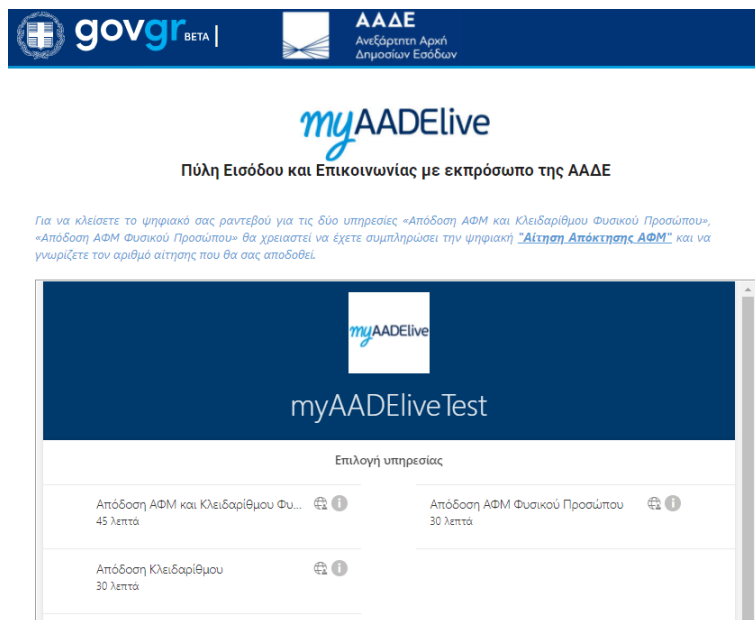 govgr BETA |
ΑΑΔΕ
Ανεξάρτητη Αρχή
Δημοσίων Εσόδων
myAADElive
Πύλη Εισόδου και Επικοινωνίας με εκπρόσωπο της ΑΑΔΕ
Για να κλείσετε το ψηφιακό σας ραντεβού για τις δύο υπηρεσίες «Απόδοση ΑΦΜ και Κλειδαρίθμου Φυσικού Προσώπου»,
«Απόδοση ΑΦΜ Φυσικού Προσώπου» θα χρειαστεί να έχετε συμπληρώσει την ψηφιακή "Αίτηση Απόκτησης ΑΦΜ" και να
γνωρίζετε τον αριθμό αίτησης που θα σας αποδοθεί.
myAADElive
myAADEliveTest
Επιλογή υπηρεσίας
Απόδοση ΑΦΜ και Κλειδαρίθμου Φυ...
45 λεπτά
Απόδοση ΑΦΜ Φυσικού Προσώπου
30 λεπτά
Απόδοση Κλειδαρίθμου
30 λεπτά